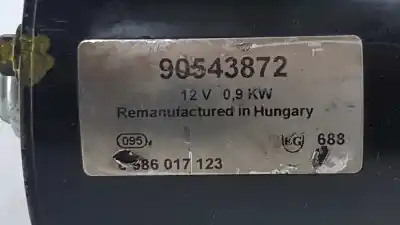 90543872
12 V 0,9 KW
Remanufactured in Hungary
095 688
986 017 123